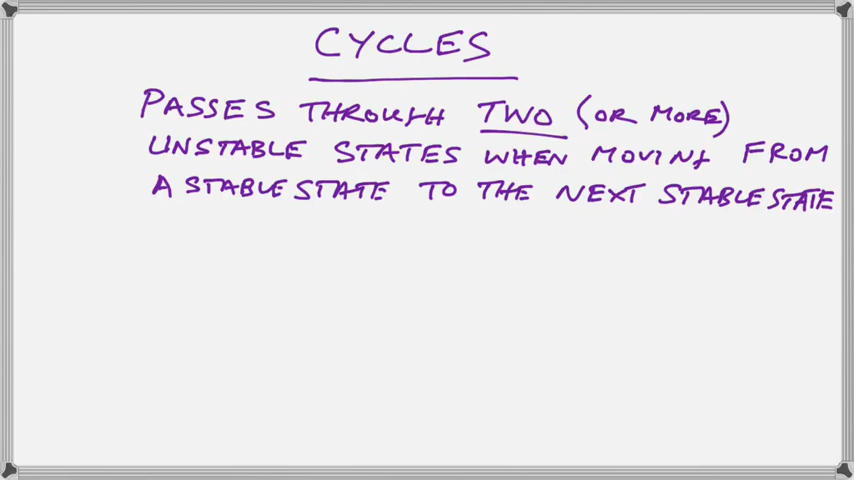 CYCLES
PASSES THROUGH TWO (OR MORE)
UNSTABLE STATES WHEN MOVING FROM
A STABLE STATE TO THE NEXT STABLE STATE